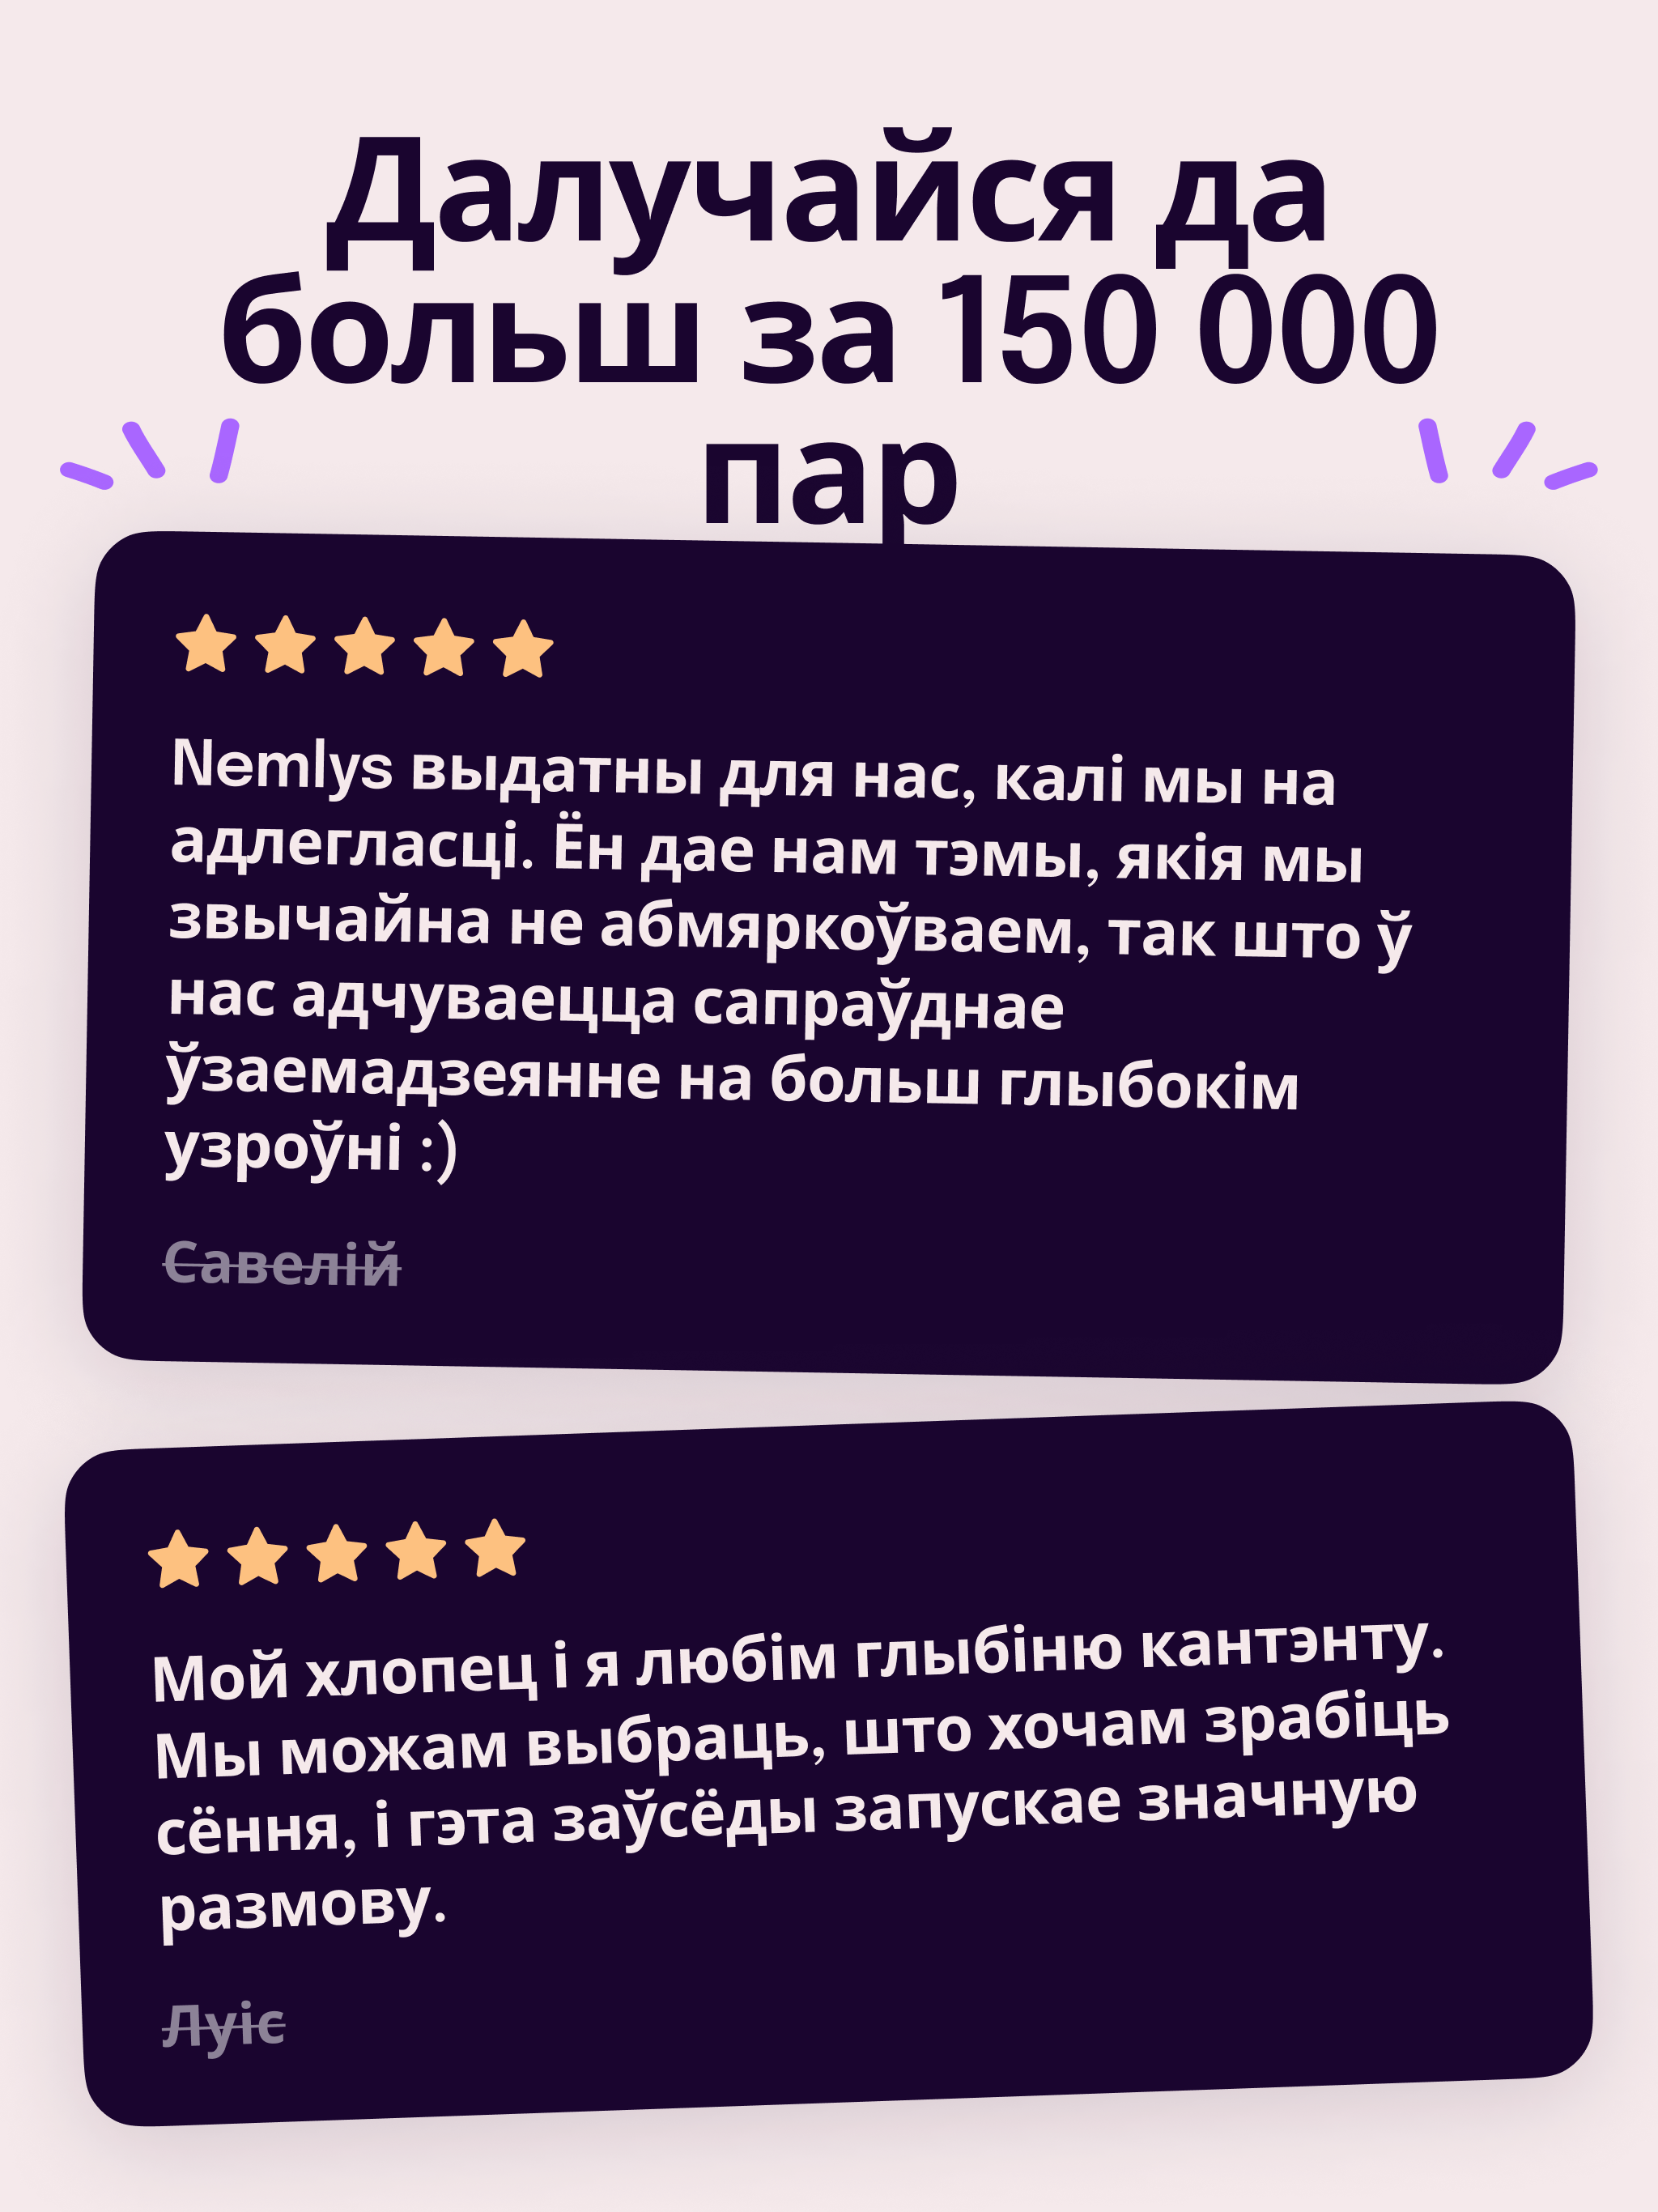 Далучайся да
больш за 150 000
пар
Nemlys выдатны для нас, калі мы на
адлегласці. Ён дае нам тэмы, якія мы
звычайна не абмяркоўваем, так што ў
нас адчуваецца сапраўднае
ўзаемадзеянне на больш глыбокім
узроўні :)
Савелій
Мой хлопец і я любім глыбіню кантэнту.
Мы можам выбраць, што хочам зрабіць
сёння, і гэта заўсёды запускае значную
размову.
Луіс